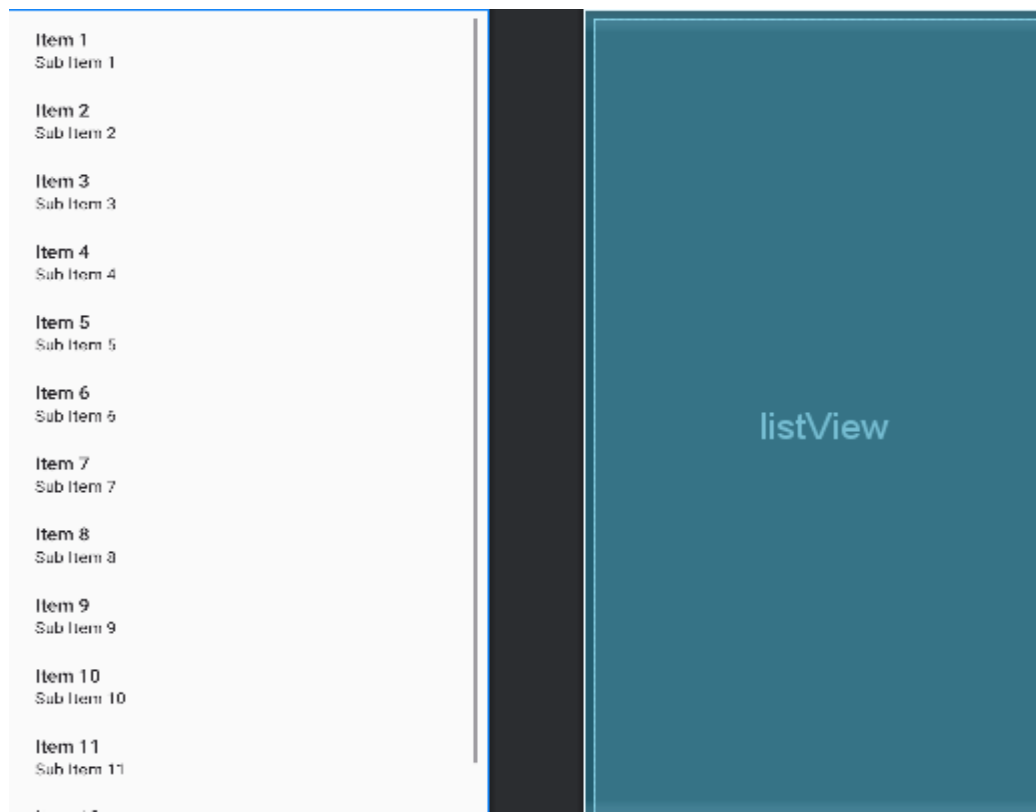 Item 1
Sub Item 1
Item 2
Sub Item 2
Item 3
Sub Item 3
Item 4
Sub Item 4
Item 5
Sub Item 5
Item 6
Sub Item 6
Item 7
Sub Item 7
Item 8
Sub Item 8
Item 9
Sub Item 9
Item 10
Sub Item 10
Item 11
Sub Item 11
listView